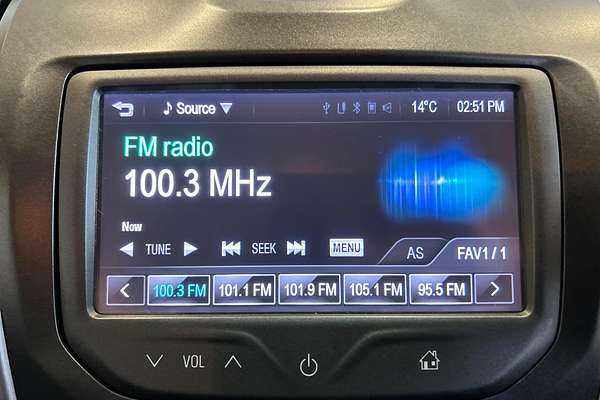 Source 14°C 02:51 PM
FM radio
100.3 MHz
Now
TUNE SEEK MENU AS FAV1 / 1
100.3 FM 101.1 FM 101.9 FM 105.1 FM 95.5 FM
VOL